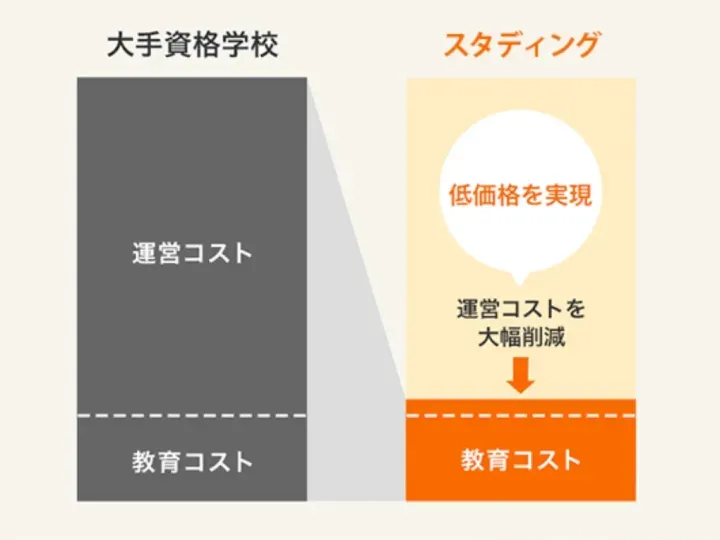 大手資格学校
スタディング
運営コスト
教育コスト
低価格を実現
運営コストを
大幅削減
教育コスト